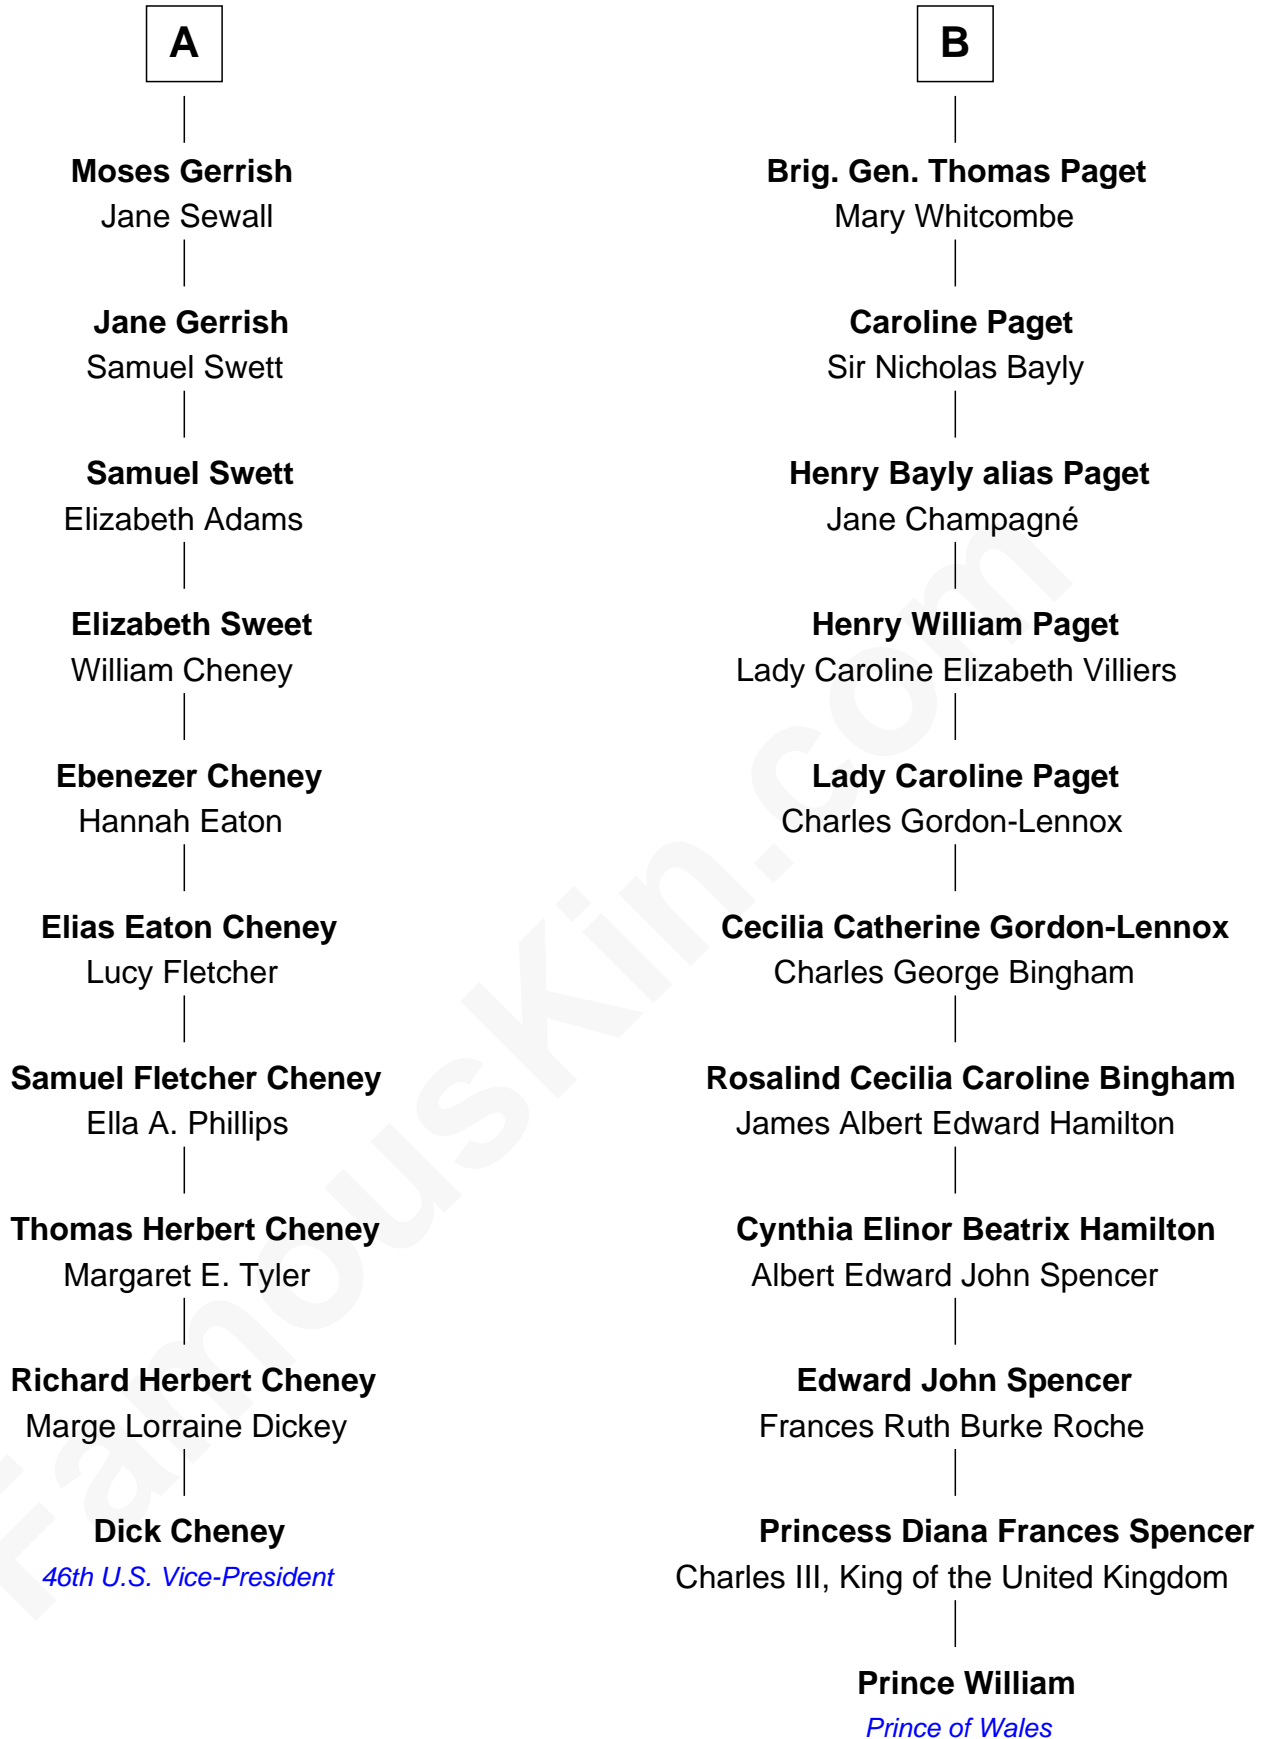 A
Moses Gerrish
Jane Sewall
Jane Gerrish
Samuel Swett
Samuel Swett
Elizabeth Adams
Elizabeth Sweet
William Cheney
Ebenezer Cheney
Hannah Eaton
Elias Eaton Cheney
Lucy Fletcher
Samuel Fletcher Cheney
Ella A. Phillips
Thomas Herbert Cheney
Margaret E. Tyler
Richard Herbert Cheney
Marge Lorraine Dickey
Dick Cheney
46th U.S. Vice-President
B
Brig. Gen. Thomas Paget
Mary Whitcombe
Caroline Paget
Sir Nicholas Bayly
Henry Bayly alias Paget
Jane Champagné
Henry William Paget
Lady Caroline Elizabeth Villiers
Lady Caroline Paget
Charles Gordon-Lennox
Cecilia Catherine Gordon-Lennox
Charles George Bingham
Rosalind Cecilia Caroline Bingham
James Albert Edward Hamilton
Cynthia Elinor Beatrix Hamilton
Albert Edward John Spencer
Edward John Spencer
Frances Ruth Burke Roche
Princess Diana Frances Spencer
Charles III, King of the United Kingdom
Prince William
Prince of Wales
FamousKin.com